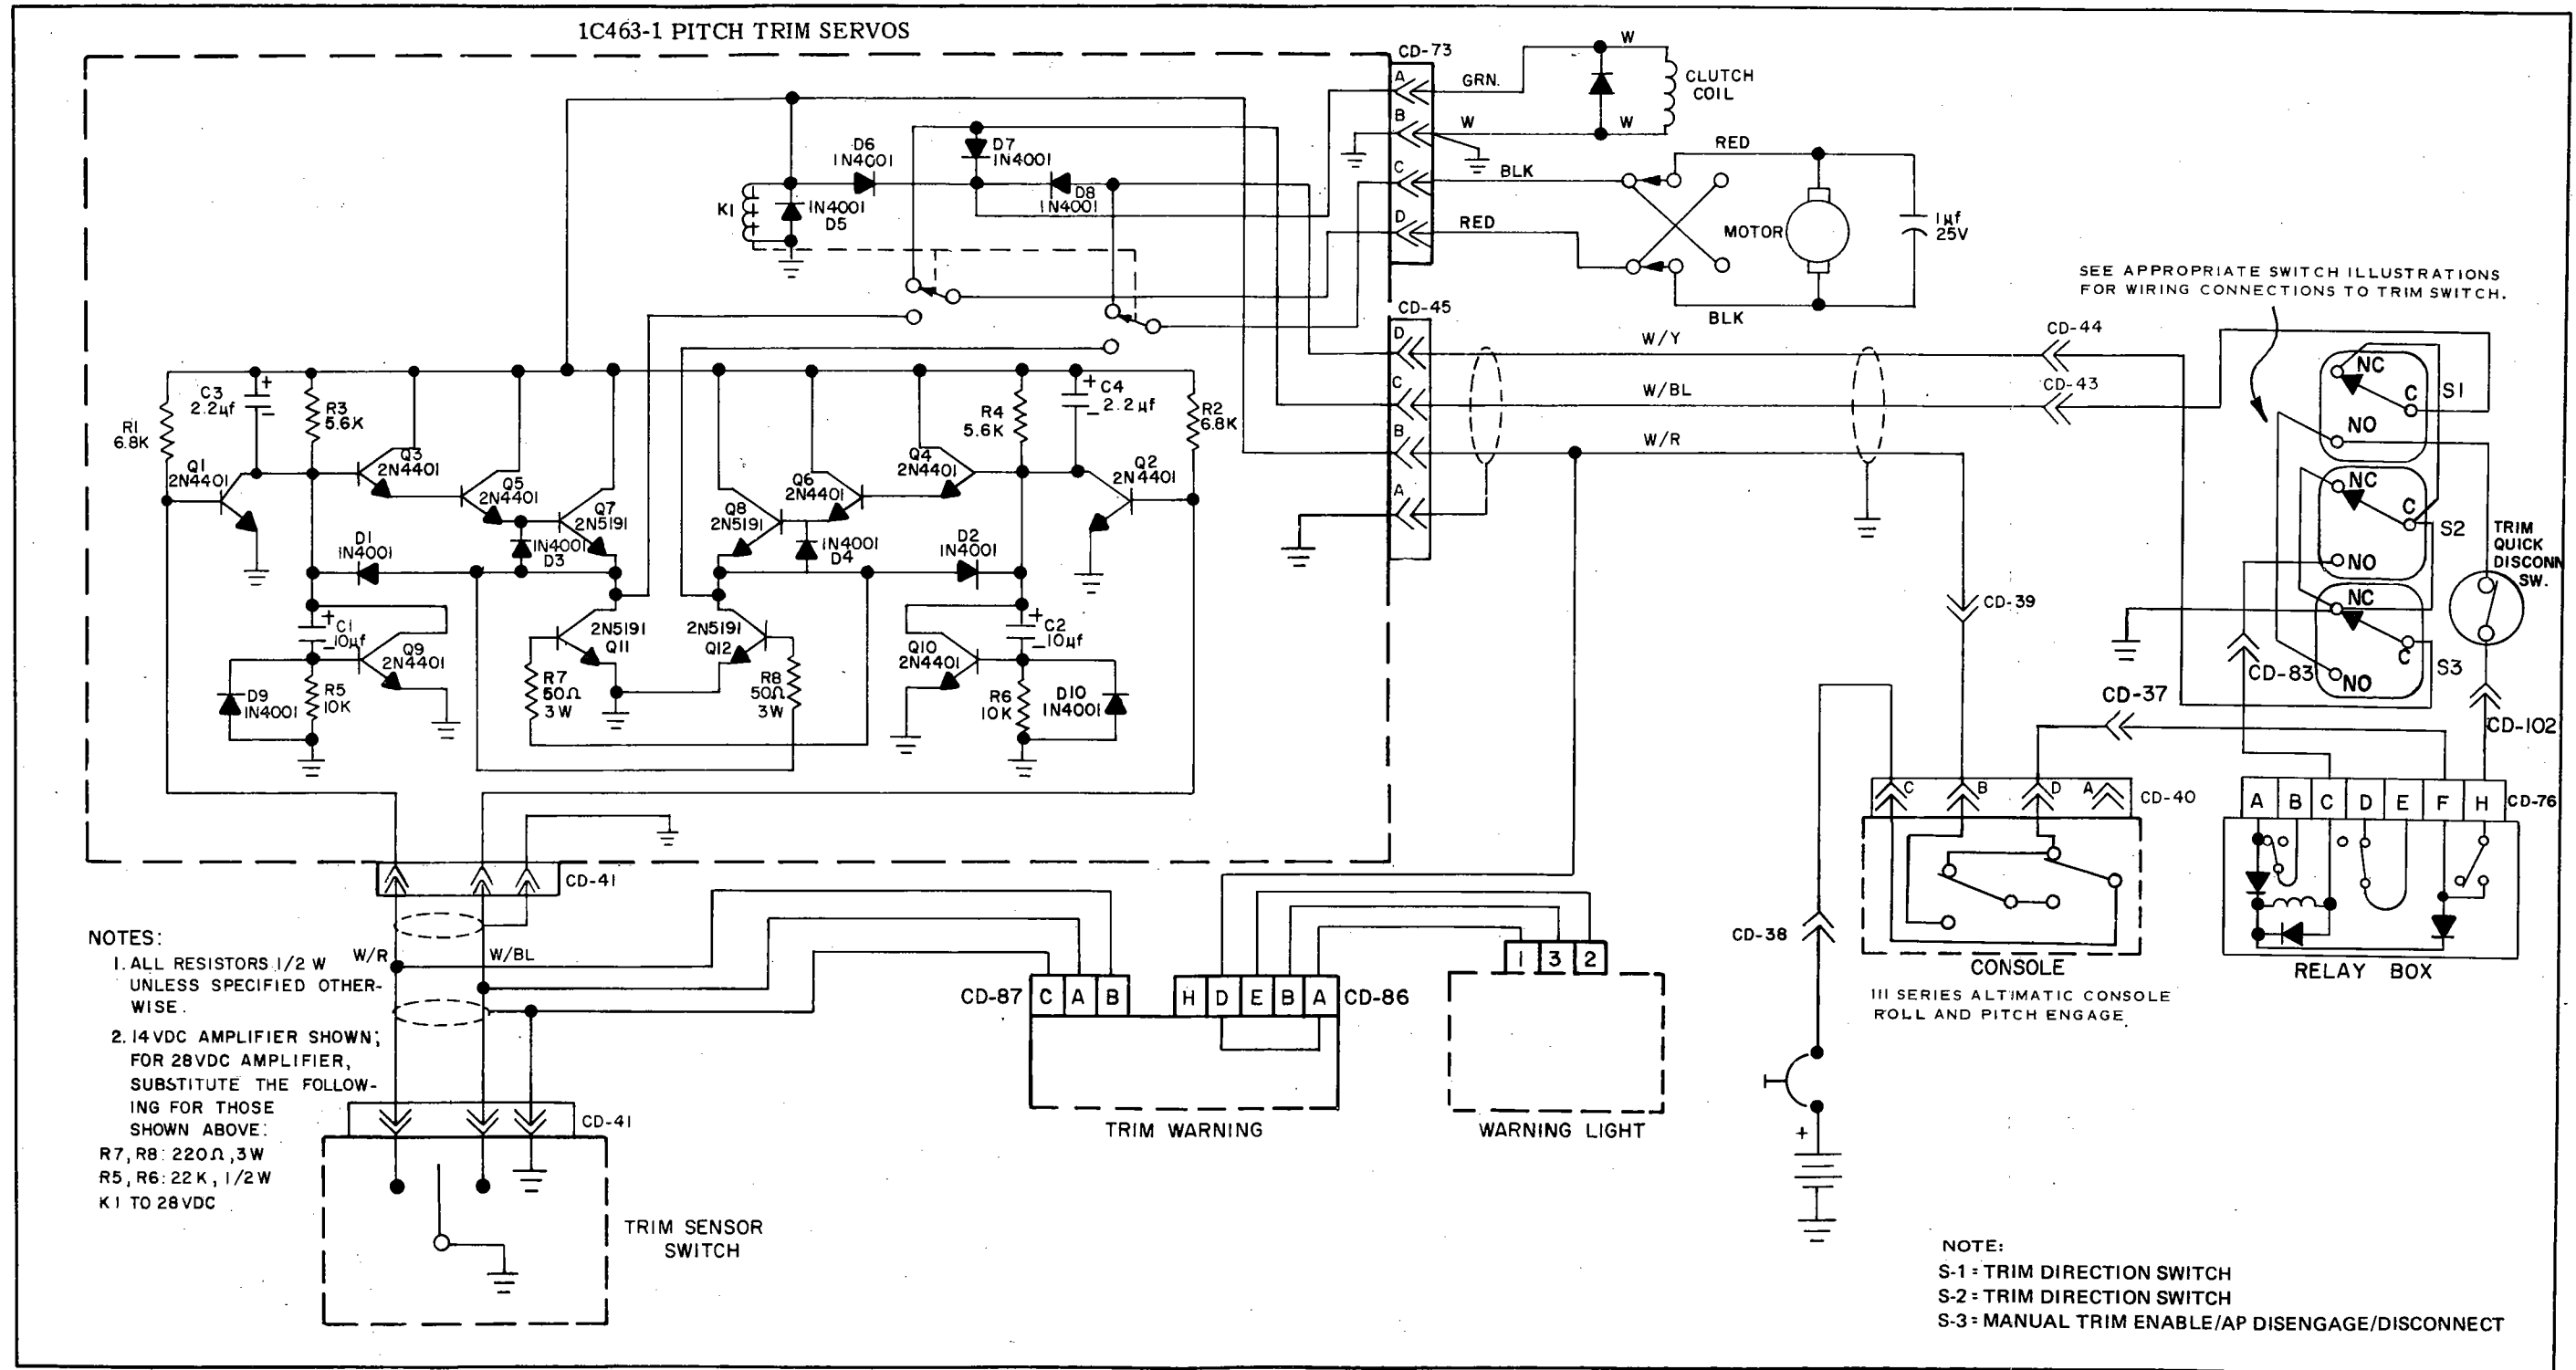 1C463-1 PITCH TRIM SERVOS
CD-73
A
GRN.
W
CLUTCH
COIL
B
W
W
C
BLK
D
RED
RED
MOTOR
1µf
25V
BLK
D6
1N4001
D7
1N4001
D8
1N4001
K1
1N4001
D5
SEE APPROPRIATE SWITCH ILLUSTRATIONS
FOR WIRING CONNECTIONS TO TRIM SWITCH.
CD-45
D
W/Y
CD-44
C
W/BL
CD-43
B
W/R
A
NC
C
S1
NO
NC
C
S2
NO
NC
C
S3
NO
TRIM
QUICK
DISCONN
SW.
R1
6.8K
C3
2.2µf
+
-
R3
5.6K
Q1
2N4401
Q3
2N4401
Q5
2N4401
Q7
2N5191
D1
1N4001
1N4001
D3
R4
5.6K
+
-
C4
2.2µf
R2
6.8K
Q4
2N4401
Q6
2N4401
Q8
2N5191
Q2
2N4401
1N4001
D4
D2
1N4001
+
C1
-10µf
Q9
2N4401
D9
1N4001
R5
10K
2N5191
Q11
2N5191
Q12
R7
50Ω
3W
R8
50Ω
3W
+
C2
-10µf
Q10
2N4401
R6
10K
D10
1N4001
CD-39
CD-83
CD-37
CD-102
C
B
D
A
CD-40
A B C D E F H
CD-76
CD-41
CD-38
CONSOLE
III SERIES ALTIMATIC CONSOLE
ROLL AND PITCH ENGAGE
RELAY BOX
W/R
W/BL
CD-87
C A B
H D E B A
CD-86
1 3 2
TRIM WARNING
WARNING LIGHT
+
NOTES:
1. ALL RESISTORS 1/2 W
UNLESS SPECIFIED OTHER-
WISE.
2. 14VDC AMPLIFIER SHOWN;
FOR 28VDC AMPLIFIER,
SUBSTITUTE THE FOLLOW-
ING FOR THOSE
SHOWN ABOVE:
R7, R8: 220Ω, 3W
R5, R6: 22K, 1/2W
K1 TO 28VDC
CD-41
TRIM SENSOR
SWITCH
NOTE:
S-1 = TRIM DIRECTION SWITCH
S-2 = TRIM DIRECTION SWITCH
S-3 = MANUAL TRIM ENABLE/AP DISENGAGE/DISCONNECT